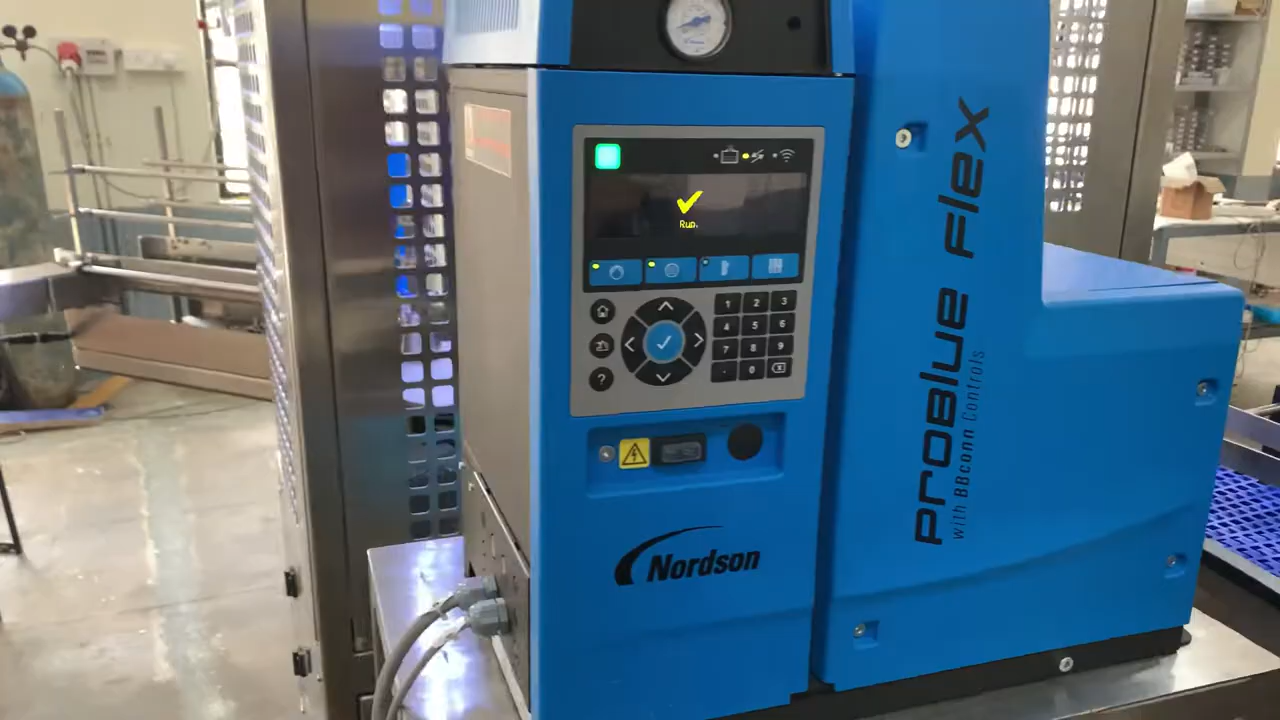 Run
1 2 3
4 5 6
7 8 9
. 0
?
Nordson
PROBLUE FLEX
with BBconn Controls